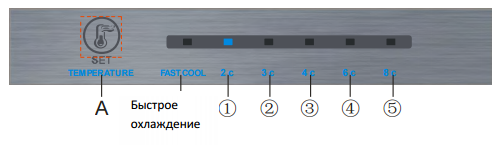 SET
TEMPERATURE FAST COOL 2 c 3 c 4 c 6 c 8 c
A Быстрое охлаждение ① ② ③ ④ ⑤